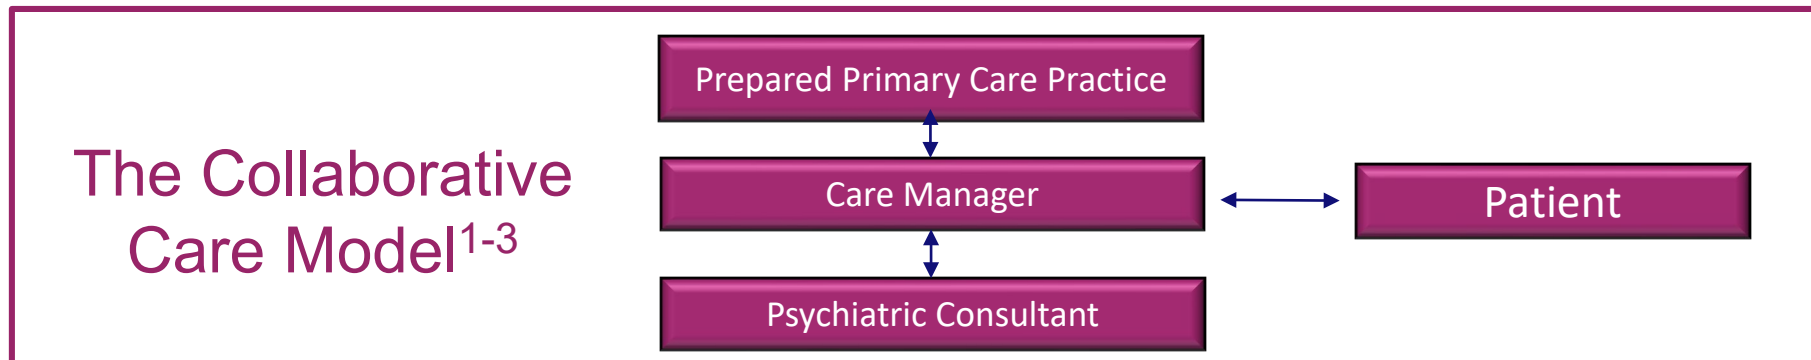 The Collaborative
Care Model1-3
Prepared Primary Care Practice
Care Manager
Patient
Psychiatric Consultant